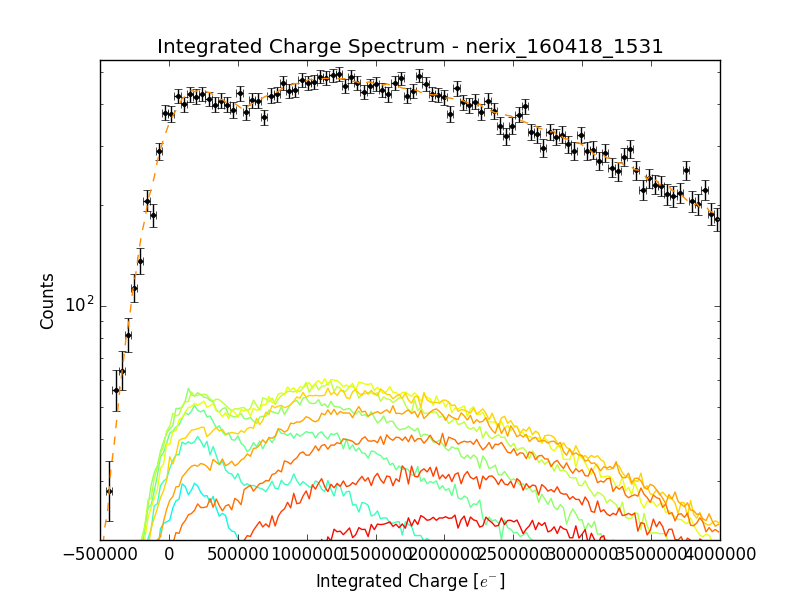 Integrated Charge Spectrum - nerix_160418_1531
Counts
10²
−500000 0 500000 1000000 1500000 2000000 2500000 3000000 3500000 4000000
Integrated Charge [e⁻]